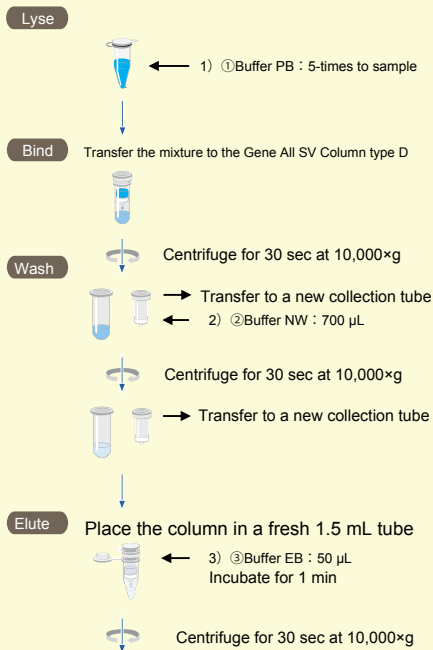 Lyse
1) ①Buffer PB：5-times to sample
Bind
Transfer the mixture to the Gene All SV Column type D
Centrifuge for 30 sec at 10,000×g
Wash
Transfer to a new collection tube
2) ②Buffer NW：700 µL
Centrifuge for 30 sec at 10,000×g
Transfer to a new collection tube
Elute
Place the column in a fresh 1.5 mL tube
3) ③Buffer EB：50 µL
Incubate for 1 min
Centrifuge for 30 sec at 10,000×g